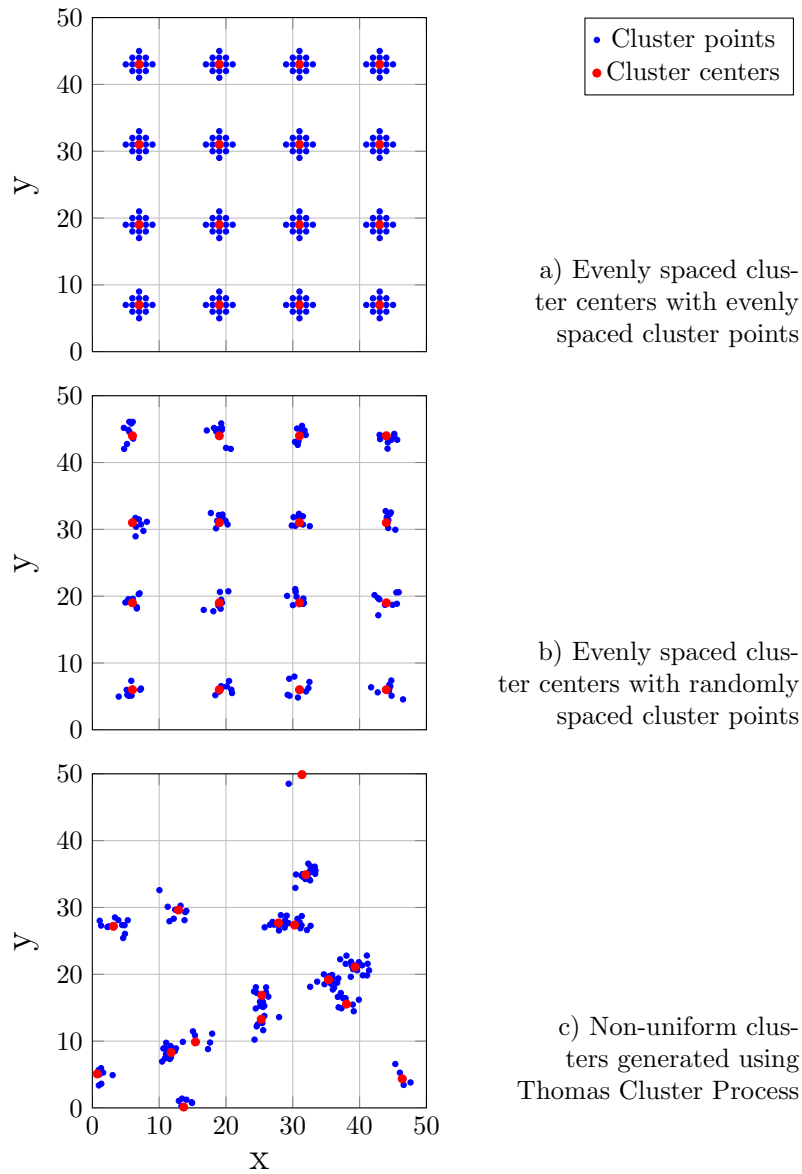 50
40
30
20
10
0
y
Cluster points
Cluster centers
a) Evenly spaced clus-
ter centers with evenly
spaced cluster points
50
40
30
20
10
0
y
b) Evenly spaced clus-
ter centers with randomly
spaced cluster points
50
40
30
20
10
0
y
0 10 20 30 40 50
x
c) Non-uniform clus-
ters generated using
Thomas Cluster Process